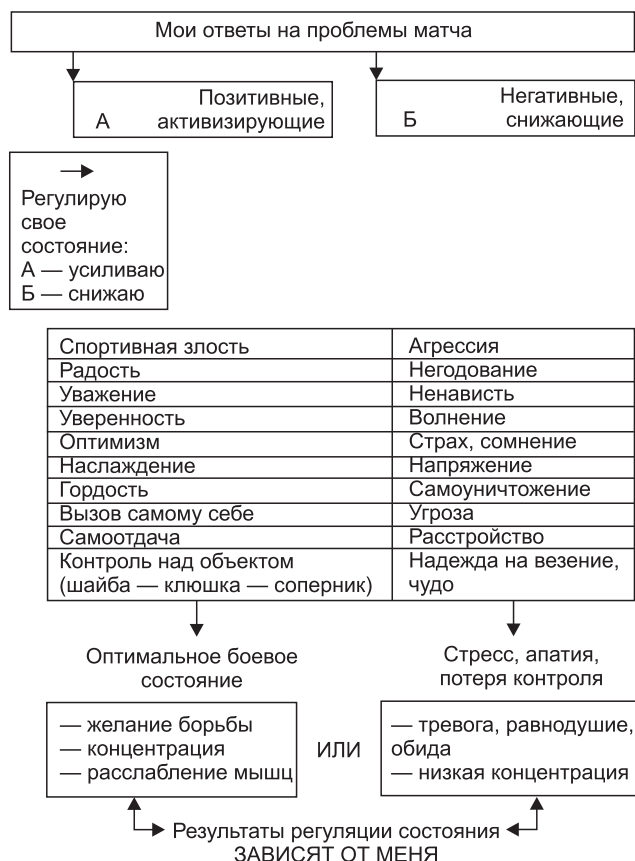 Мои ответы на проблемы матча
А
Позитивные,
активизирующие
Б
Негативные,
снижающие
Регулирую
свое
состояние:
А — усиливаю
Б — снижаю
Спортивная злость
Агрессия
Радость
Негодование
Уважение
Ненависть
Уверенность
Волнение
Оптимизм
Страх, сомнение
Наслаждение
Напряжение
Гордость
Самоуничтожение
Вызов самому себе
Угроза
Самоотдача
Расстройство
Контроль над объектом
(шайба — клюшка — соперник)
Надежда на везение,
чудо
Оптимальное боевое
состояние
Стресс, апатия,
потеря контроля
— желание борьбы
— концентрация
— расслабление мышц
ИЛИ
— тревога, равнодушие,
обида
— низкая концентрация
Результаты регуляции состояния
ЗАВИСЯТ ОТ МЕНЯ